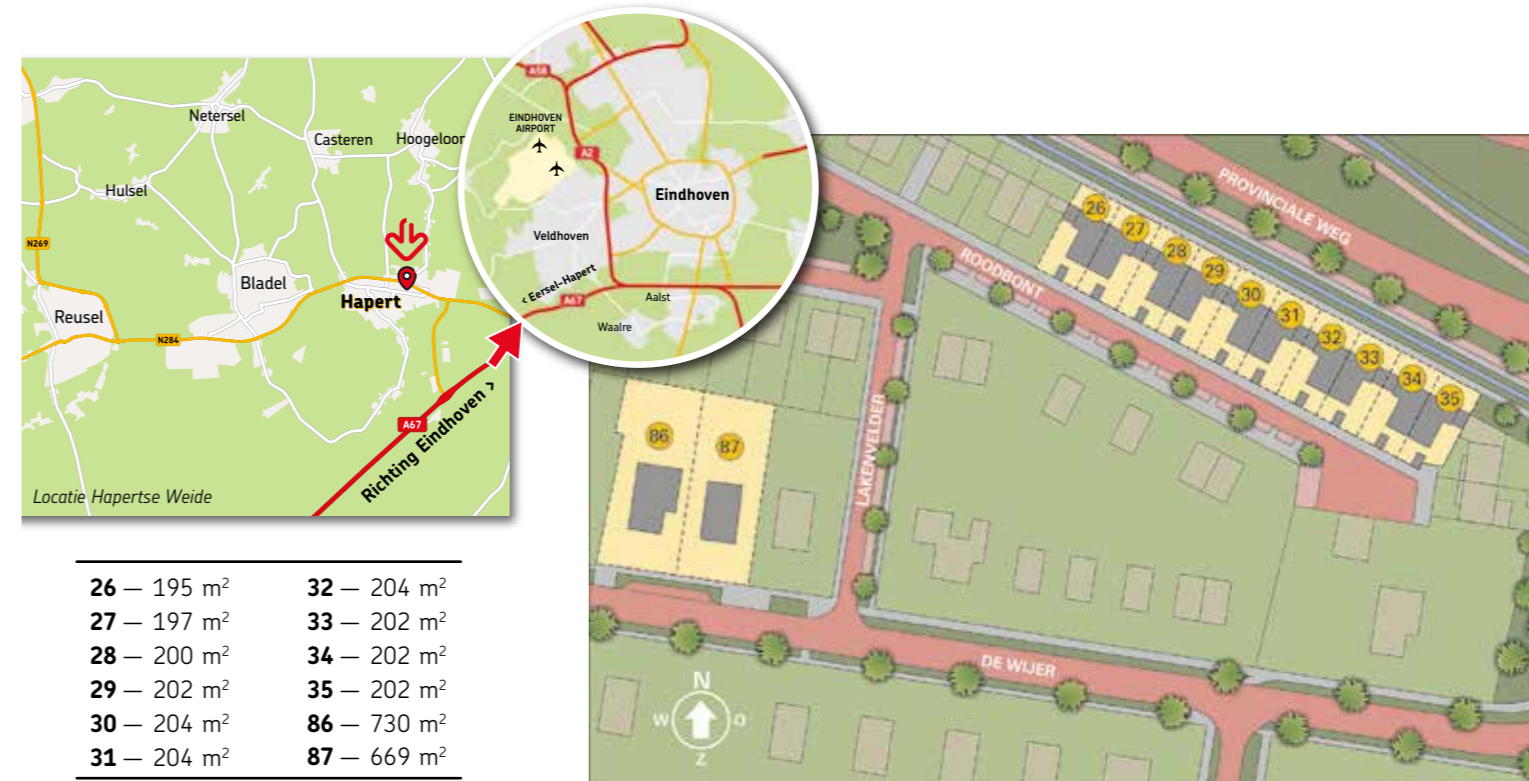 Netersel
Casteren
Hoogeloor
Hulsel
N269
Bladel
Hapert
Reusel
N284
A67
Richting Eindhoven >
Locatie Hapertse Weide
A58
EINDHOVEN
AIRPORT
A2
Eindhoven
Veldhoven
< Eersel-Hapert
A67
Aalst
Waalre
26 — 195 m²
27 — 197 m²
28 — 200 m²
29 — 202 m²
30 — 204 m²
31 — 204 m²
32 — 204 m²
33 — 202 m²
34 — 202 m²
35 — 202 m²
86 — 730 m²
87 — 669 m²
PROVINCIALE WEG
ROODBONT
26
27
28
29
30
31
32
33
34
35
LAKENVELDER
86
87
DE WIJER
N
W
O
Z